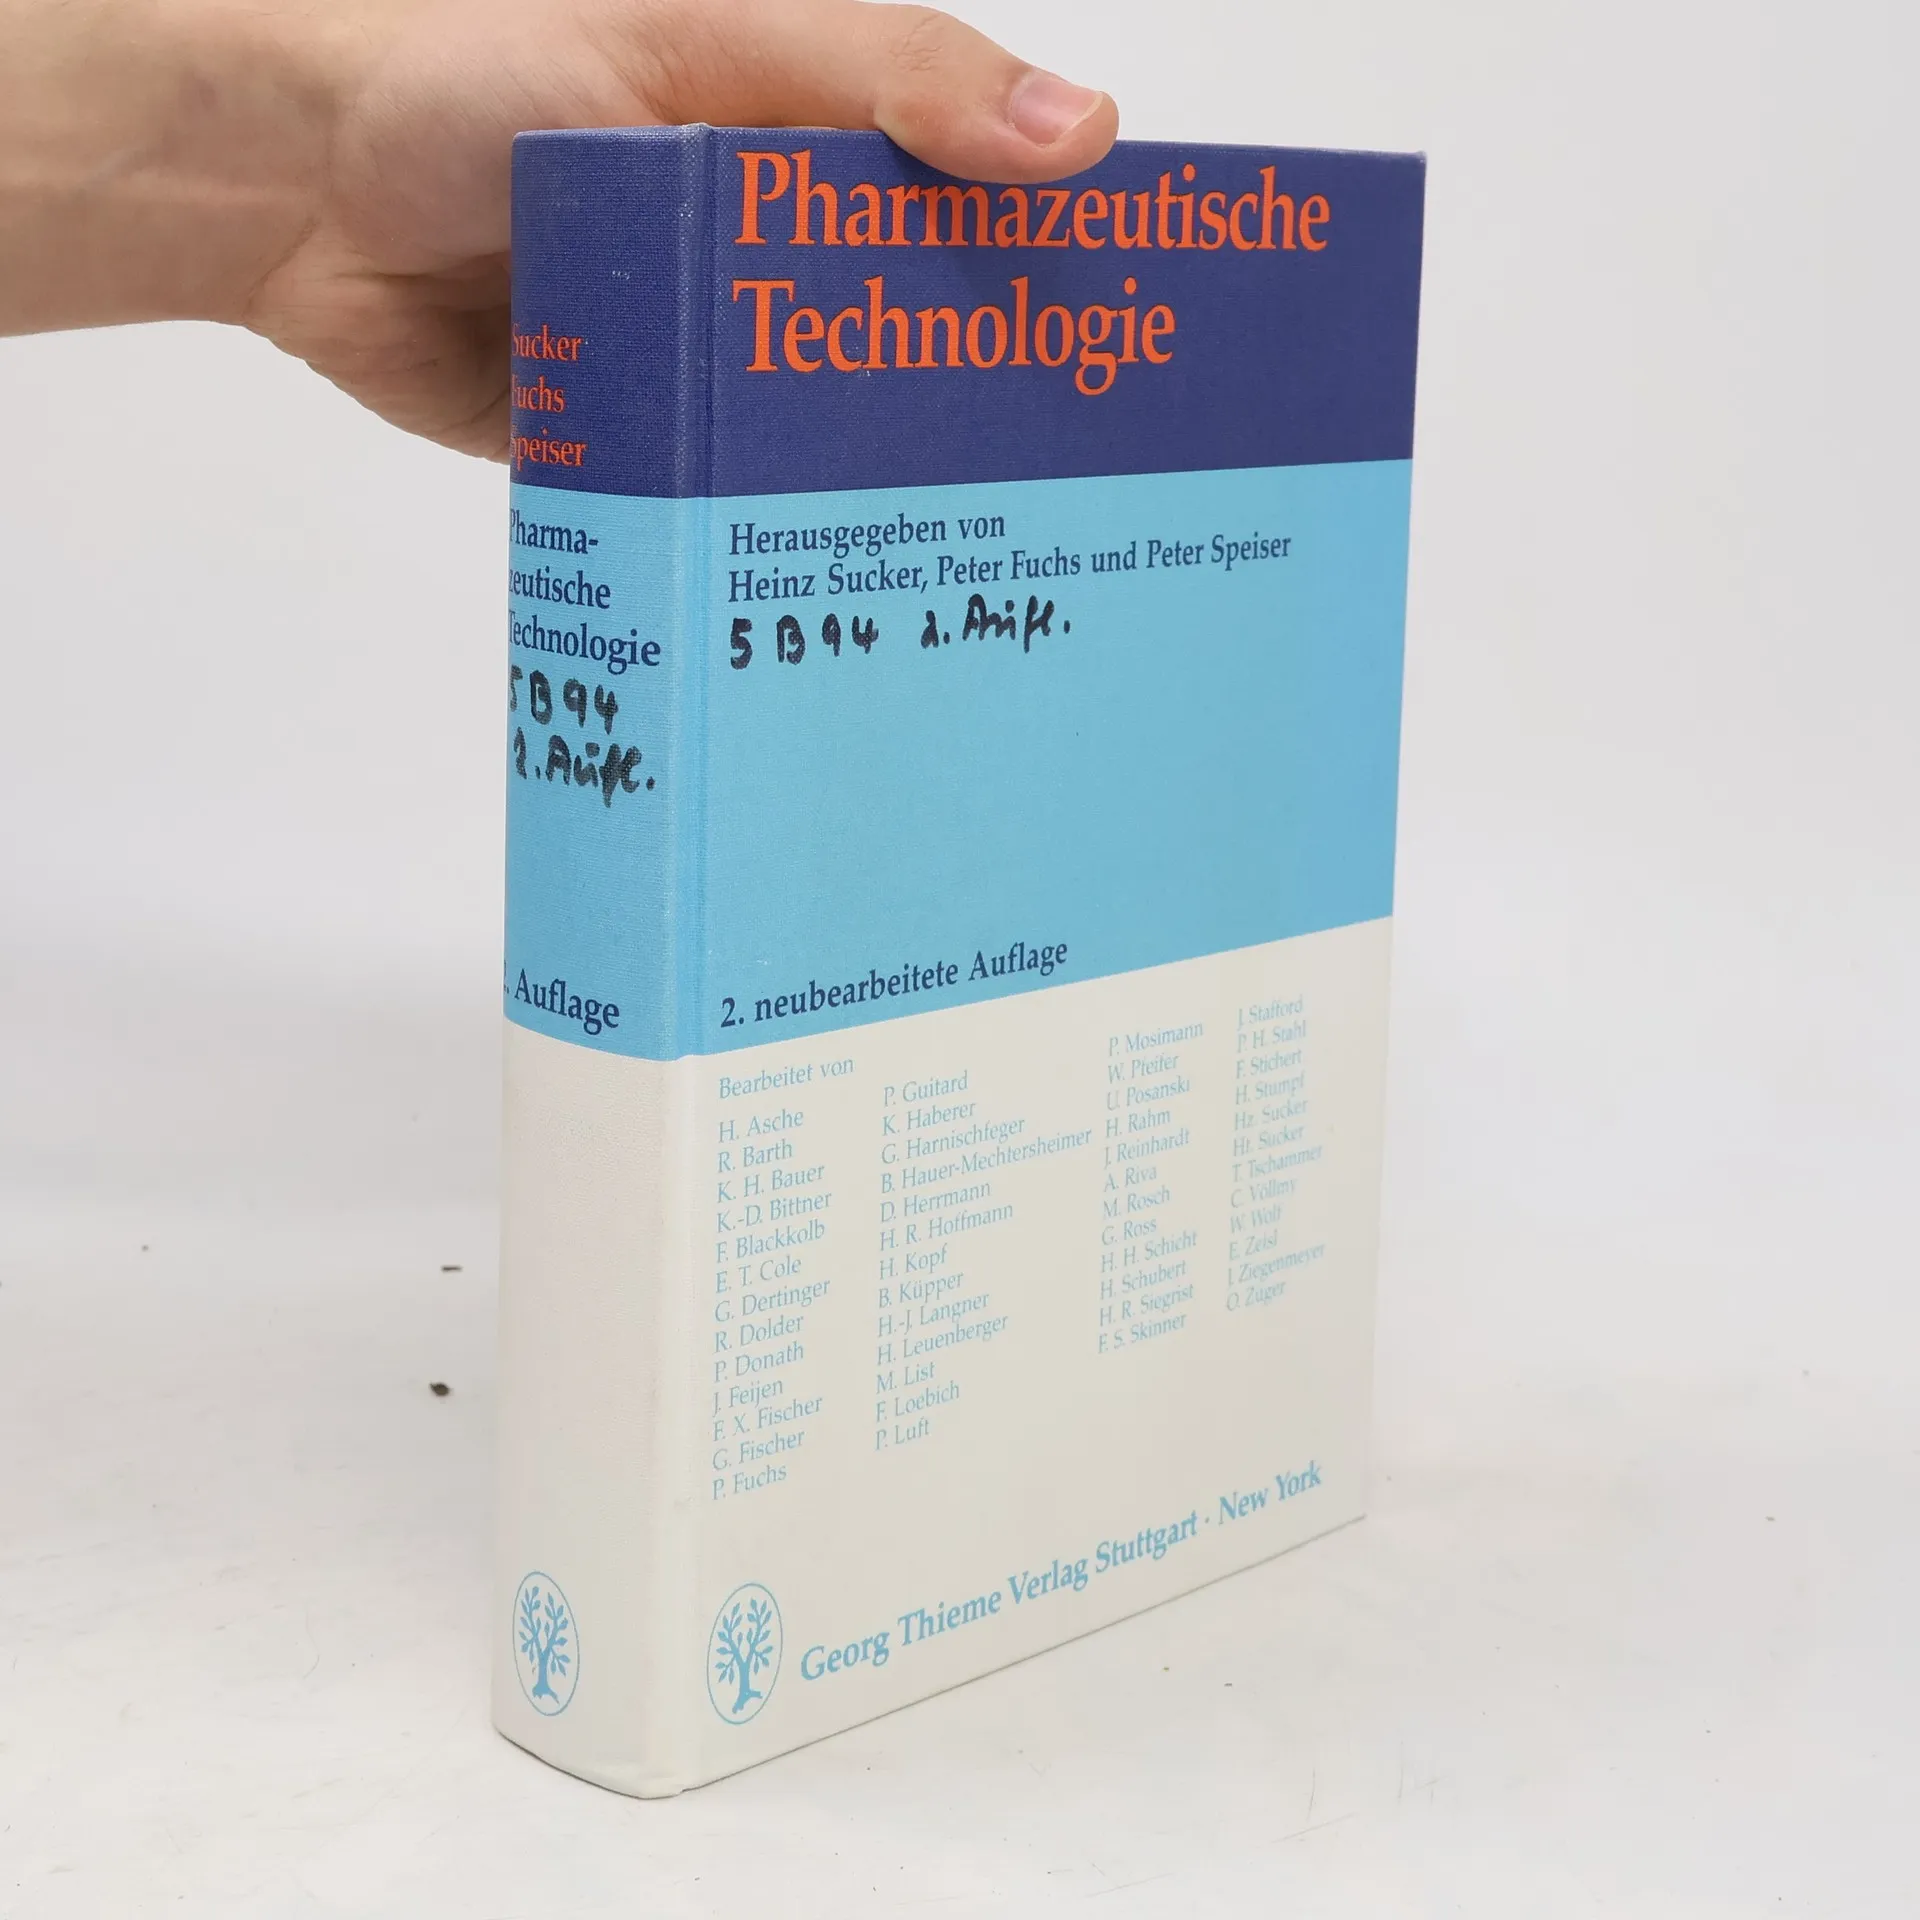 Sucker
Fuchs
Speiser
Pharma-
zeutische
Technologie
5 B 94
2. Aufl.
. Auflage
Pharmazeutische
Technologie
Herausgegeben von
Heinz Sucker, Peter Fuchs und Peter Speiser
5 B 94 2. Aufl.
2. neubearbeitete Auflage
Bearbeitet von
H. Asche
R. Barth
K. H. Bauer
K.-D. Bittner
F. Blackkolb
E. T. Cole
G. Dertinger
R. Dolder
P. Donath
J. Feijen
F. X. Fischer
G. Fischer
P. Fuchs
P. Guitard
K. Haberer
G. Harnischfeger
B. Hauer-Mechtersheimer
D. Herrmann
H. R. Hoffmann
H. Kopf
B. Küpper
H.-J. Langner
H. Leuenberger
M. List
F. Loebich
P. Luft
P. Mosimann
W. Pfeifer
U. Posanski
H. Rahm
J. Reinhardt
A. Riva
M. Rosch
G. Ross
H. H. Schicht
H. Schubert
H. R. Siegrist
F. S. Skinner
J. Stafford
P. H. Stahl
F. Stichert
H. Stumpf
Hz. Sucker
Ht. Sucker
T. Tschammer
C. Völlmy
W. Wolf
E. Zeisl
J. Ziegenmeyer
O. Züger
Georg Thieme Verlag Stuttgart · New York